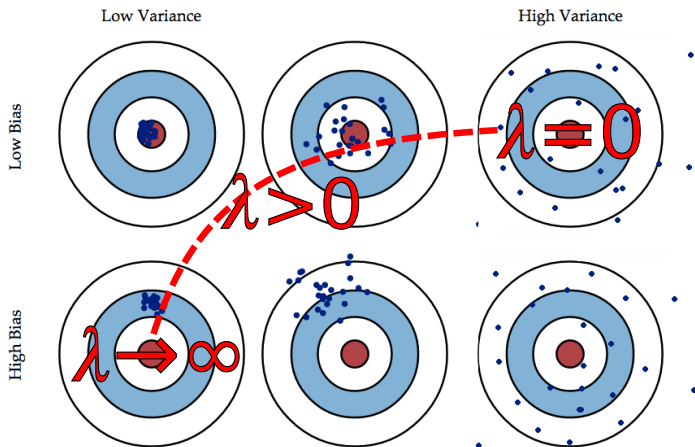 Low Variance
High Variance
Low Bias
λ = 0
λ > 0
High Bias
λ → ∞